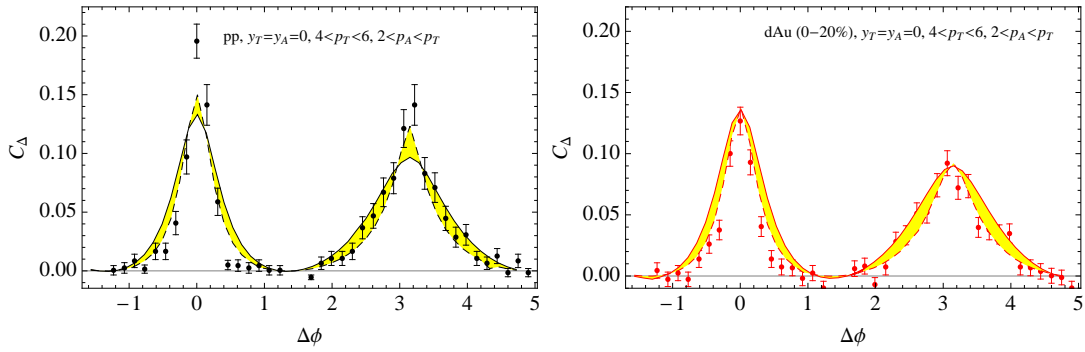 pp, y_T=y_A=0, 4<p_T<6, 2<p_A<p_T
0.20
0.15
0.10
0.05
0.00
C_Δ
−1 0 1 2 3 4 5
Δϕ
dAu (0−20%), y_T=y_A=0, 4<p_T<6, 2<p_A<p_T
0.20
0.15
0.10
0.05
0.00
C_Δ
−1 0 1 2 3 4 5
Δϕ